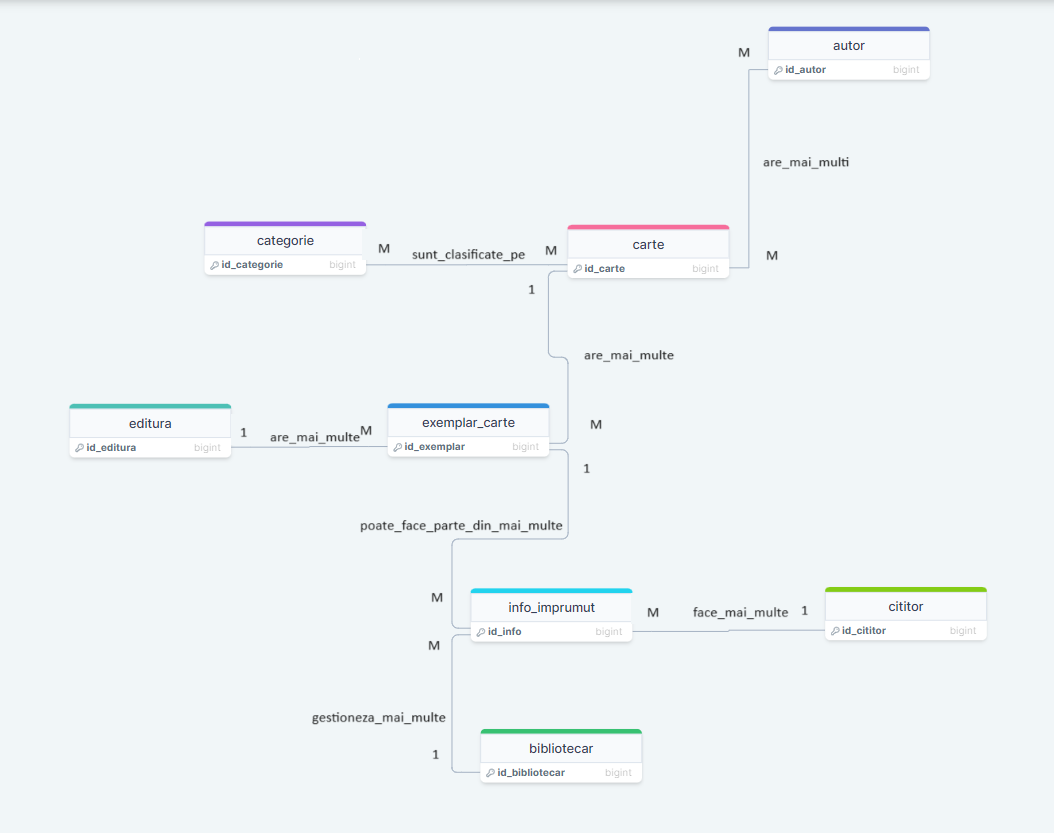 autor
M
id_autor bigint
are_mai_multi
categorie
carte
M
sunt_clasificate_pe
M
M
id_categorie bigint
id_carte bigint
1
are_mai_multe
editura
exemplar_carte
M
1
are_mai_multe
M
id_editura bigint
id_exemplar bigint
1
poate_face_parte_din_mai_multe
M
info_imprumut
M
face_mai_multe
1
cititor
id_info bigint
id_cititor bigint
M
gestioneza_mai_multe
1
bibliotecar
id_bibliotecar bigint